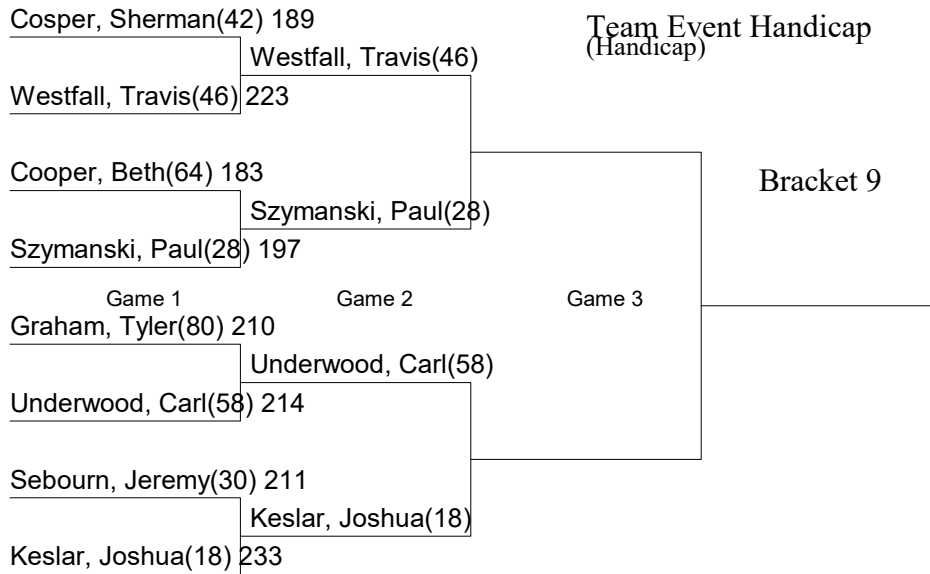 Cosper, Sherman(42) 189
Team Event Handicap
(Handicap)
Westfall, Travis(46)
Westfall, Travis(46) 223
Cooper, Beth(64) 183
Bracket 9
Szymanski, Paul(28)
Szymanski, Paul(28) 197
Game 1 Game 2 Game 3
Graham, Tyler(80) 210
Underwood, Carl(58)
Underwood, Carl(58) 214
Sebourn, Jeremy(30) 211
Keslar, Joshua(18)
Keslar, Joshua(18) 233